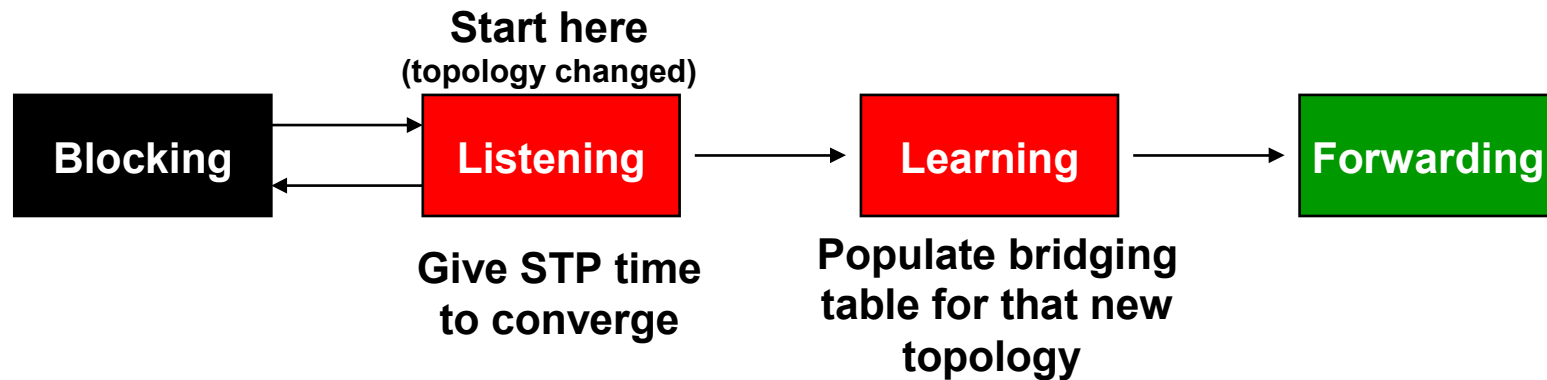 Start here
(topology changed)
Blocking
Listening
Learning
Forwarding
Give STP time
to converge
Populate bridging
table for that new
topology